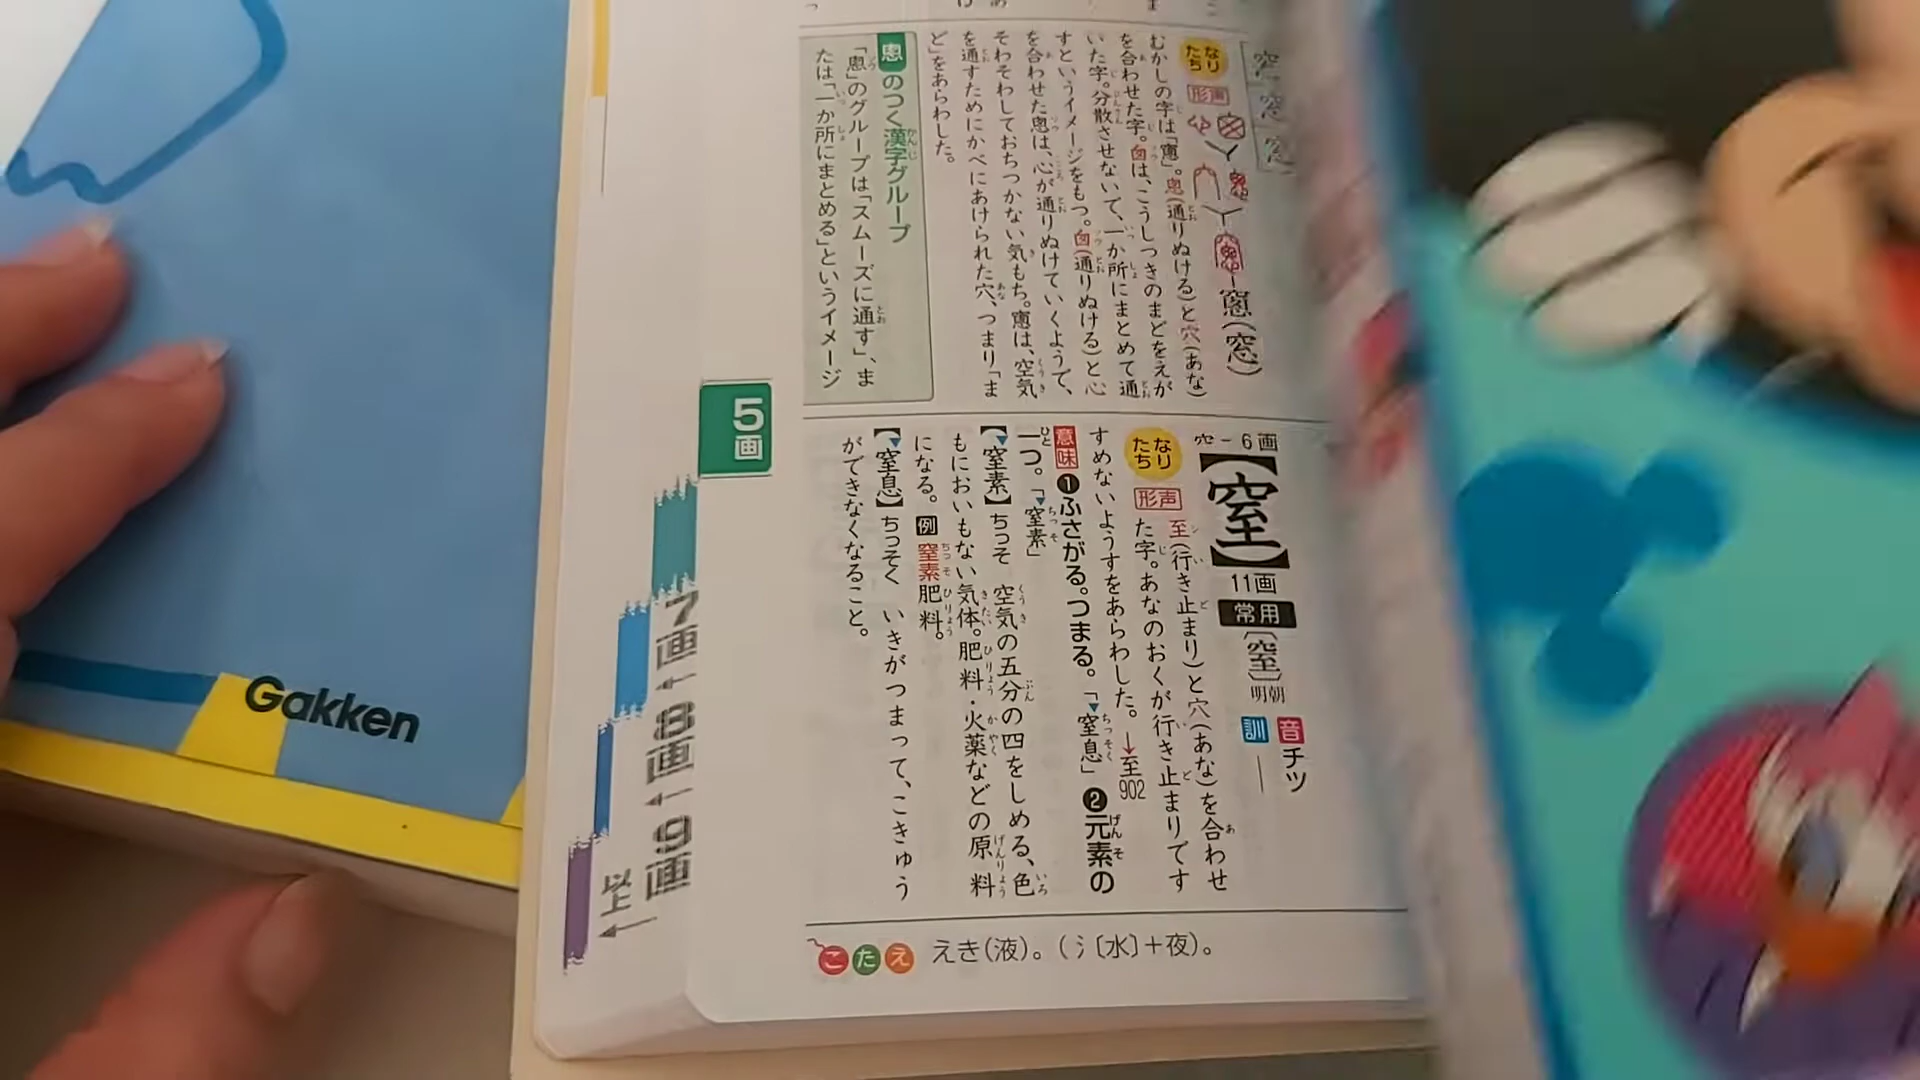 なりたち
形声
窻(窓)
むかしの字は「窻」。悤(通りぬける)と穴(あな)
を合わせた字。囱は、こうしつきのまどをえが
いた字。分散させないで、一か所にまとめて通
すというイメージをもつ。囱(通りぬける)と心
を合わせた悤は、心が通りぬけていくようで、
そわそわしておちつかない気もち。窻は、空気
を通すためにかべにあけられた穴、つまり「ま
ど」をあらわした。
悤のつく漢字グループ
「悤」のグループは「スムーズに通す」、ま
たは「一か所にまとめる」というイメージ
5画
7画
8画
9画
以上
穴-6画
【窒】
11画
常用
〔窒〕
明朝
音 チツ
訓 ―
なりたち
形声
至(行き止まり)と穴(あな)を合わせ
た字。あなのおくが行き止まりです
すめないようすをあらわした。→至902
意味
❶ふさがる。つまる。「▼窒息」❷元素の
一つ。「▼窒素」
【▼窒素】ちっそ 空気の五分の四をしめる、色
もにおいもない気体。肥料・火薬などの原料
になる。例 窒素肥料。
【▼窒息】ちっそく いきがつまって、こきゅう
ができなくなること。
こたえ えき(液)。(氵[水]+夜)。
Gakken